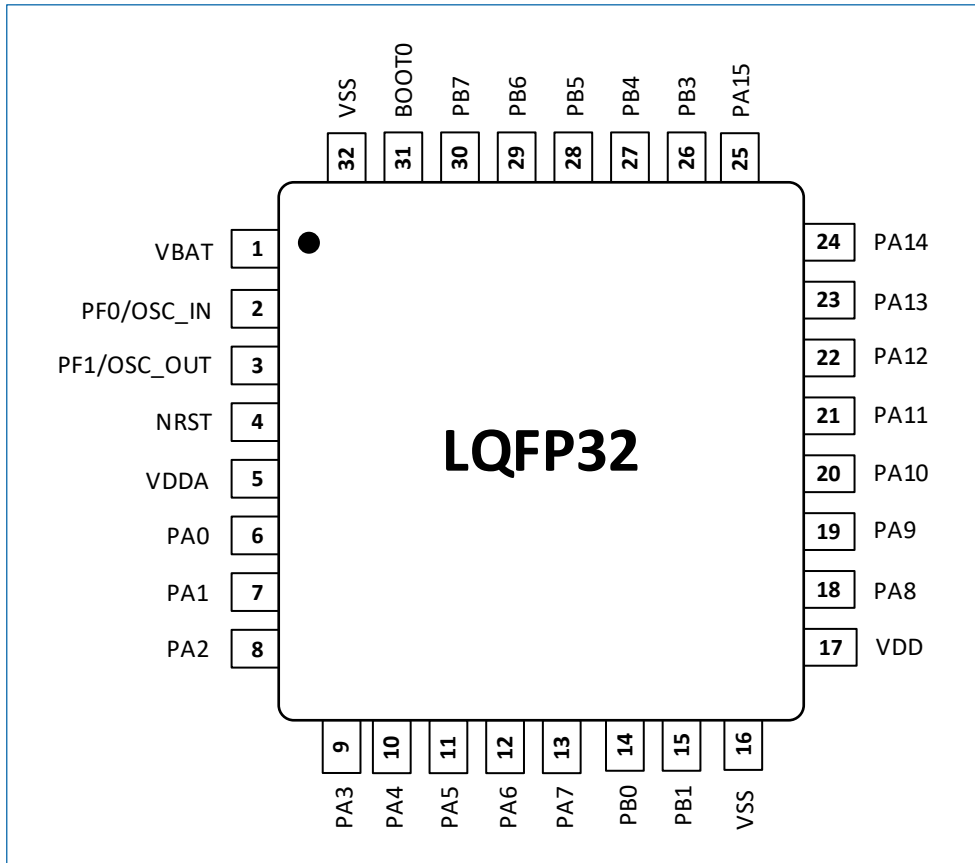 VSS
BOOT0
PB7
PB6
PB5
PB4
PB3
PA15
32
31
30
29
28
27
26
25
VBAT 1
PF0/OSC_IN 2
PF1/OSC_OUT 3
NRST 4
VDDA 5
PA0 6
PA1 7
PA2 8
LQFP32
24 PA14
23 PA13
22 PA12
21 PA11
20 PA10
19 PA9
18 PA8
17 VDD
9
10
11
12
13
14
15
16
PA3
PA4
PA5
PA6
PA7
PB0
PB1
VSS